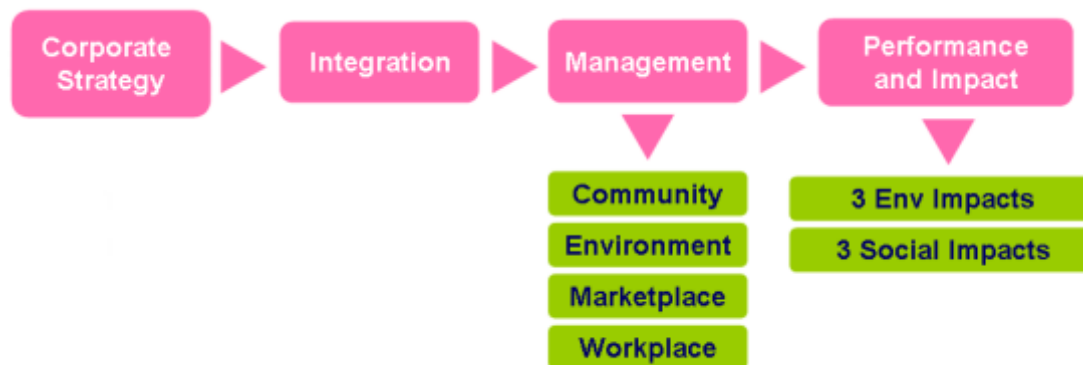 Corporate
Strategy
Integration
Management
Performance
and Impact
Community
Environment
Marketplace
Workplace
3 Env Impacts
3 Social Impacts